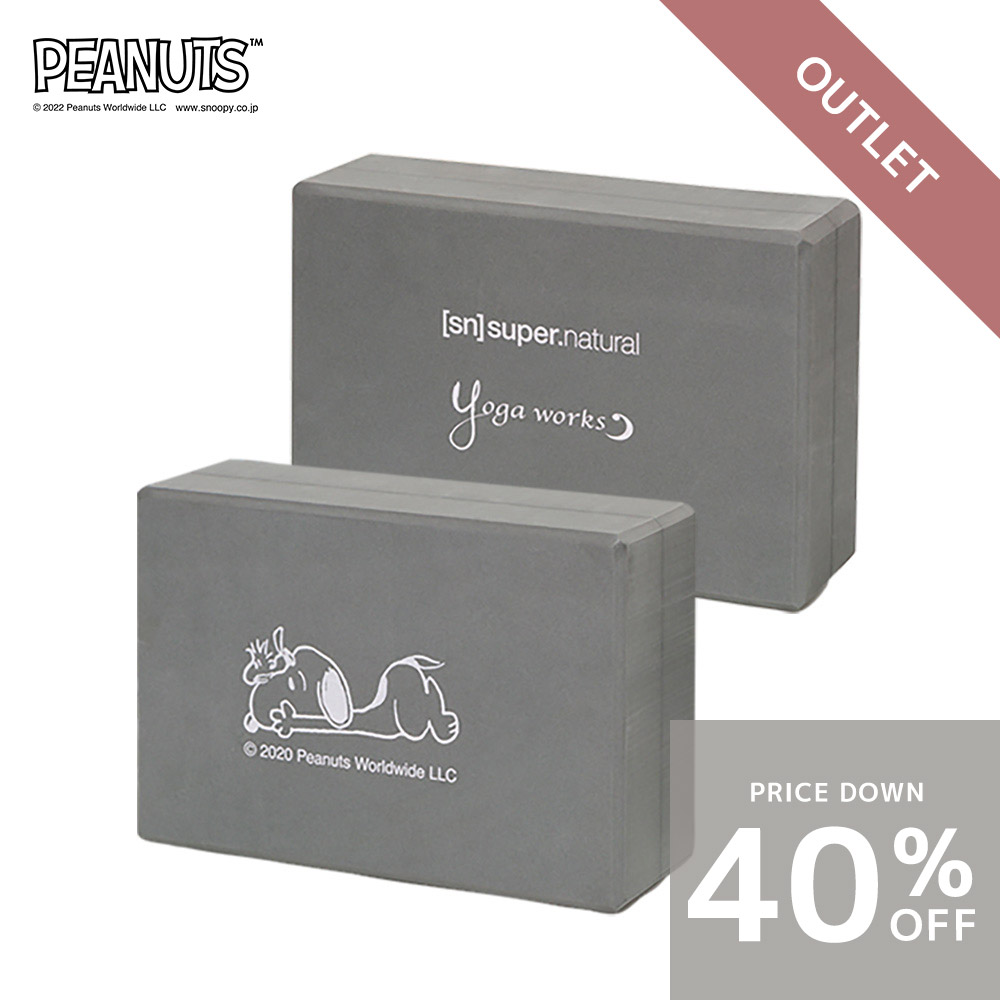 PEANUTS™
© 2022 Peanuts Worldwide LLC www.snoopy.co.jp
OUTLET
[sn]super.natural
Yoga works
© 2020 Peanuts Worldwide LLC
PRICE DOWN
40%
OFF